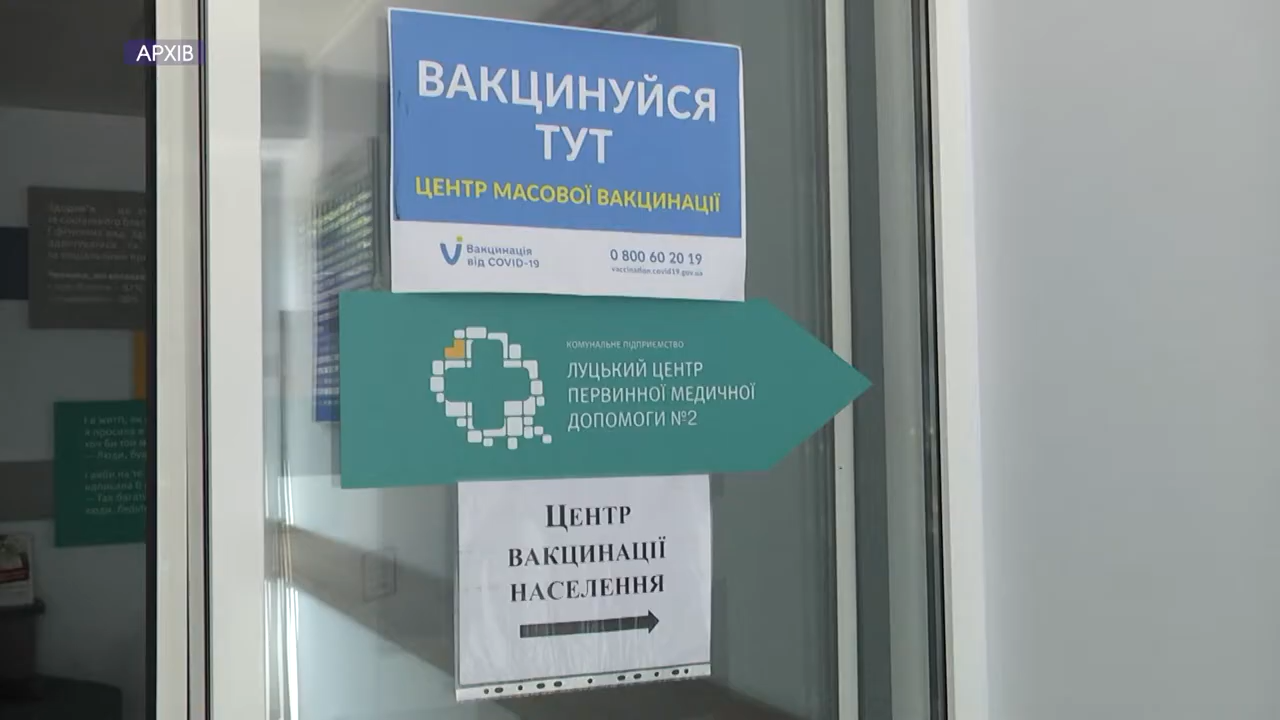 АРХІВ
ВАКЦИНУЙСЯ
ТУТ
ЦЕНТР МАСОВОЇ ВАКЦИНАЦІЇ
Вакцинація
від COVID-19
0 800 60 20 19
vaccination.covid19.gov.ua
КОМУНАЛЬНЕ ПІДПРИЄМСТВО
ЛУЦЬКИЙ ЦЕНТР
ПЕРВИННОЇ МЕДИЧНОЇ
ДОПОМОГИ №2
ЦЕНТР
ВАКЦИНАЦІЇ
НАСЕЛЕННЯ